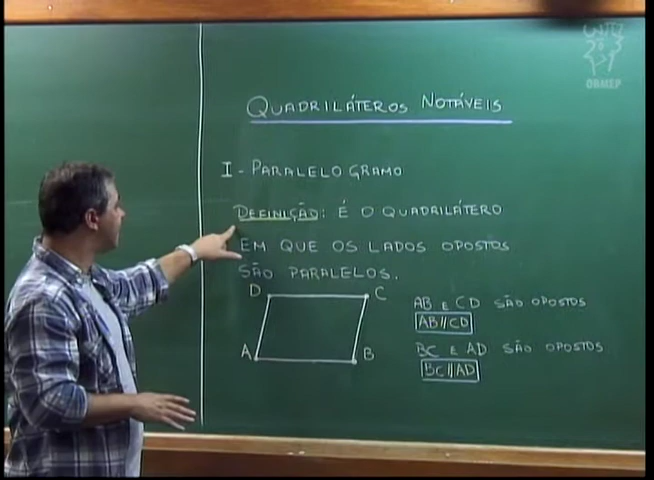 OBMEP
QUADRILÁTEROS NOTÁVEIS
I - PARALELOGRAMO
DEFINIÇÃO: É O QUADRILÁTERO
EM QUE OS LADOS OPOSTOS
SÃO PARALELOS.
D C
A B
AB E CD SÃO OPOSTOS
AB//CD
BC E AD SÃO OPOSTOS
BC//AD